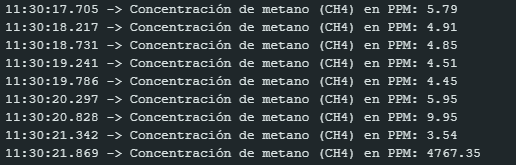 11:30:17.705 -> Concentración de metano (CH4) en PPM: 5.79
11:30:18.217 -> Concentración de metano (CH4) en PPM: 4.91
11:30:18.731 -> Concentración de metano (CH4) en PPM: 4.85
11:30:19.241 -> Concentración de metano (CH4) en PPM: 4.51
11:30:19.786 -> Concentración de metano (CH4) en PPM: 4.45
11:30:20.297 -> Concentración de metano (CH4) en PPM: 5.95
11:30:20.828 -> Concentración de metano (CH4) en PPM: 9.95
11:30:21.342 -> Concentración de metano (CH4) en PPM: 3.54
11:30:21.869 -> Concentración de metano (CH4) en PPM: 4767.35